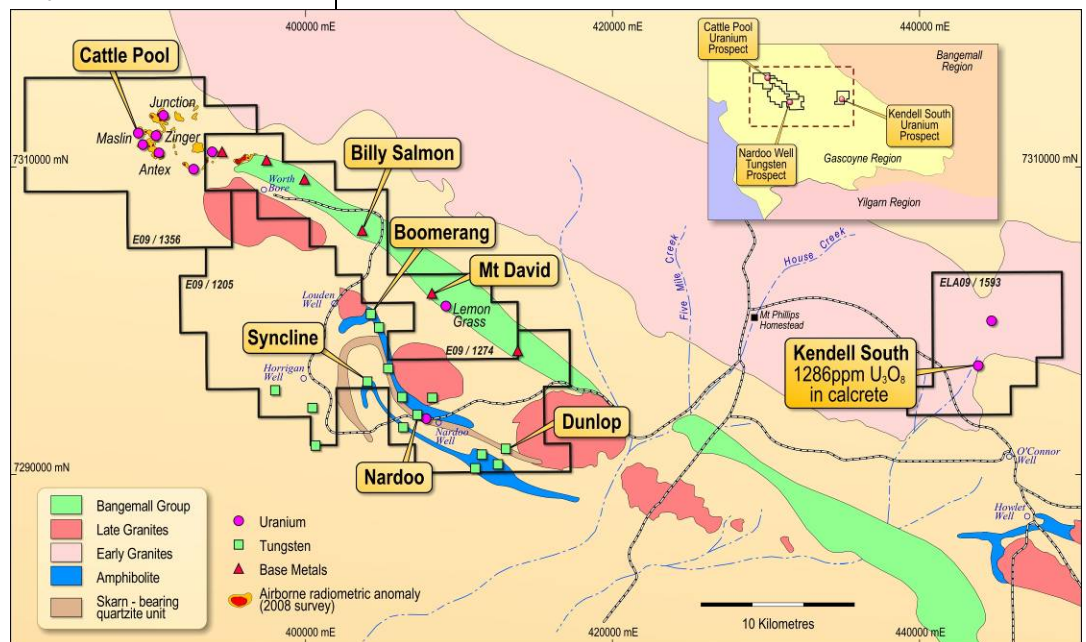 400000 mE
420000 mE
440000 mE
Cattle Pool
Uranium
Prospect
Bangemall
Region
Kendell South
Uranium
Prospect
Nardoo Well
Tungsten
Prospect
Gascoyne Region
Yilgarn Region
Cattle Pool
Junction
Maslin
Zinger
Antex
7310000 mN
7310000 mN
Worth
Bore
Billy Salmon
E09 / 1356
Boomerang
E09 / 1205
Mt David
Louden
Well
Lemon
Grass
Five Mile Creek
House Creek
Mt Phillips
Homestead
ELA09 / 1593
Syncline
E09 / 1274
Horrigan
Well
Kendell South
1286ppm U₃O₈
in calcrete
Dunlop
Nardoo
Well
Nardoo
O'Connor
Well
7290000 mN
Howlet
Well
Bangemall Group
Late Granites
Early Granites
Amphibolite
Skarn - bearing
quartzite unit
Uranium
Tungsten
Base Metals
Airborne radiometric anomaly
(2008 survey)
10 Kilometres
400000 mE
420000 mE
440000 mE